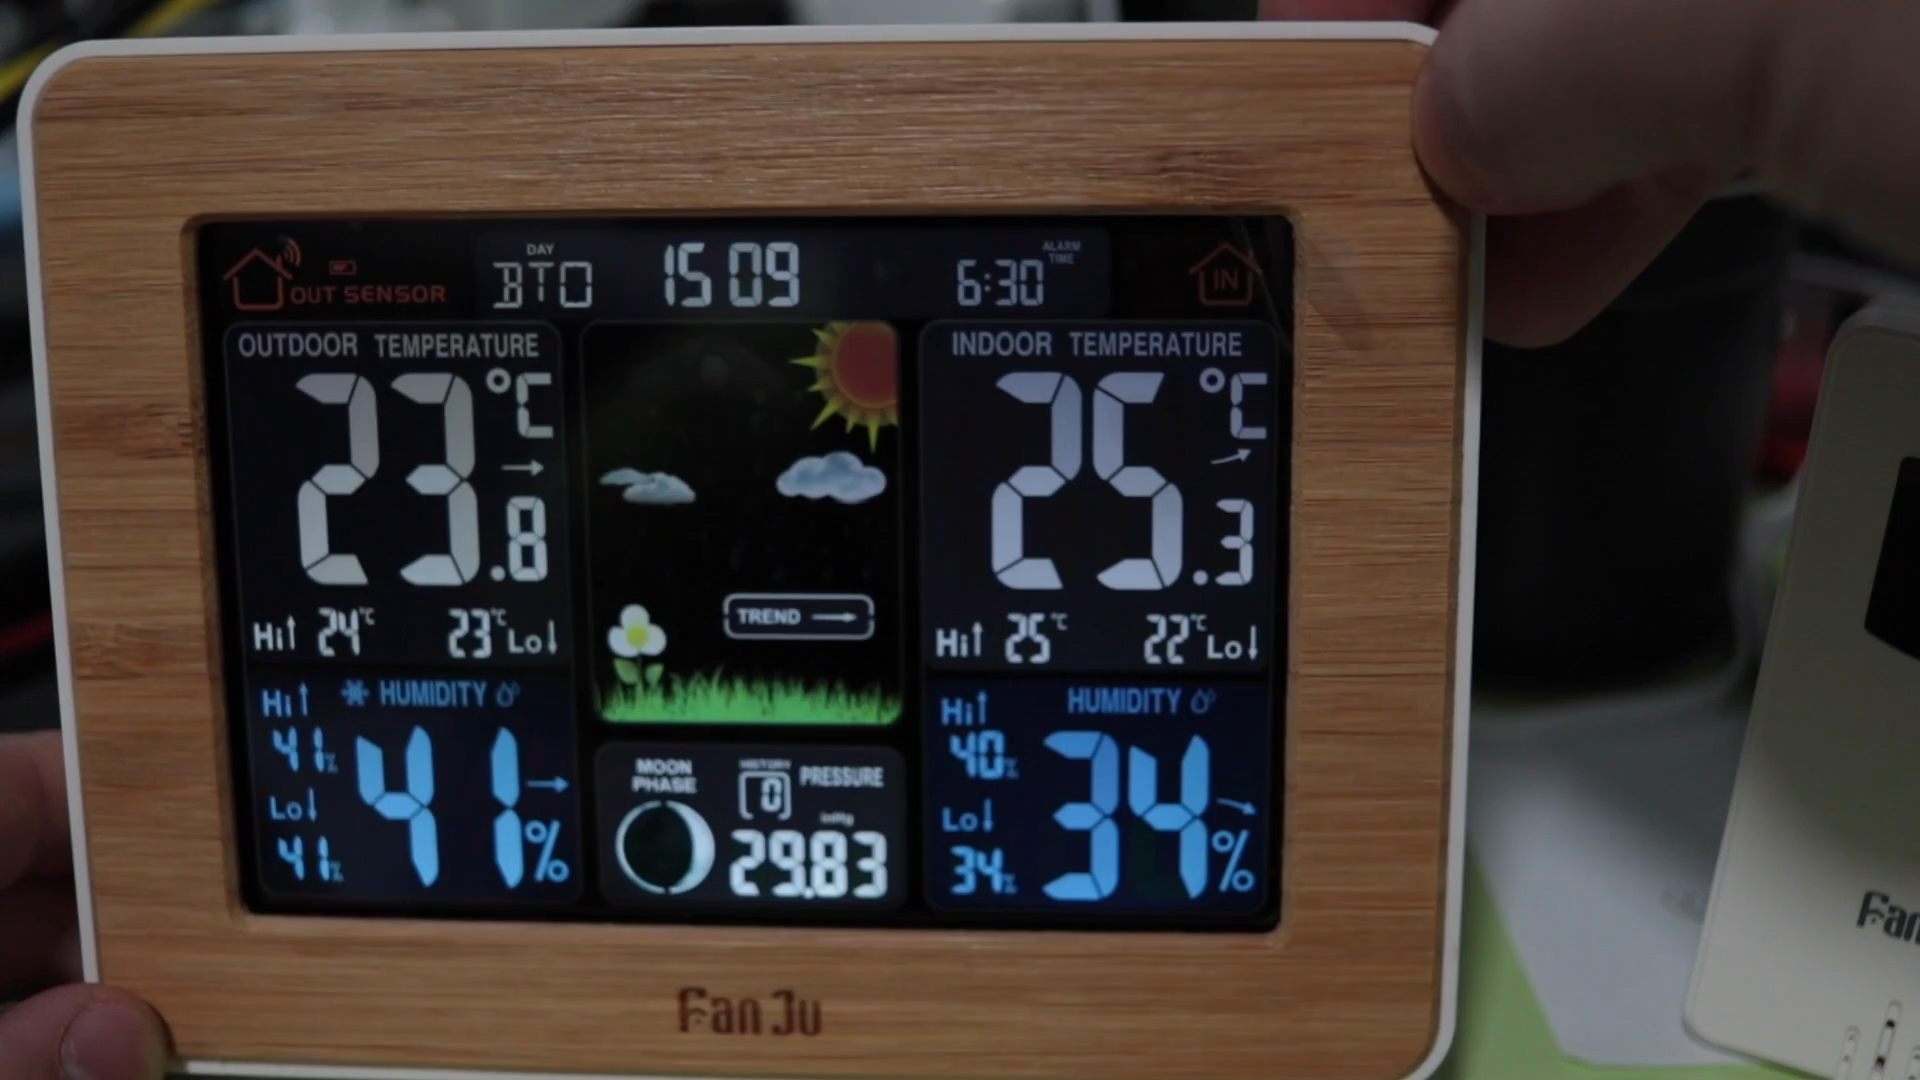 OUT SENSOR
DAY
ВТО
15 09
6:30
ALARM
TIME
IN
OUTDOOR TEMPERATURE
23.8 °C
Hi 24°C
23°C Lo
Hi
HUMIDITY
41%
Lo
41%
41%
TREND
MOON
PHASE
HISTORY
0
PRESSURE
inHg
29.83
INDOOR TEMPERATURE
25.3 °C
Hi 25°C
22°C Lo
Hi
HUMIDITY
40%
Lo
34%
34%
FanJu
Fan